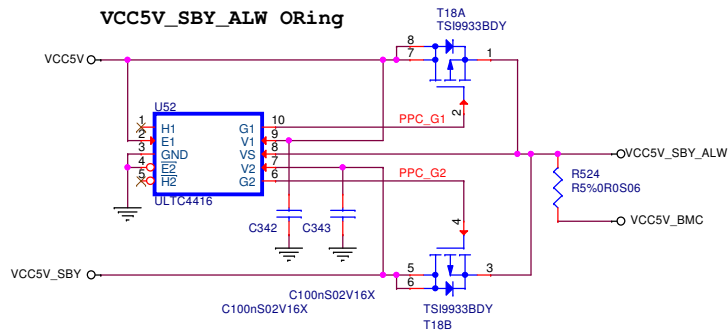 VCC5V_SBY_ALW ORing
T18A
TSI9933BDY
VCC5V
8
7
1
2
U52
1
2
3
4
5
H1
E1
GND
E2
H2
G1
V1
VS
V2
G2
10
9
8
7
6
ULTC4416
PPC_G1
PPC_G2
VCC5V_SBY_ALW
R524
R5%0R0S06
VCC5V_BMC
C342
C343
4
VCC5V_SBY
5
6
3
C100nS02V16X
C100nS02V16X
TSI9933BDY
T18B